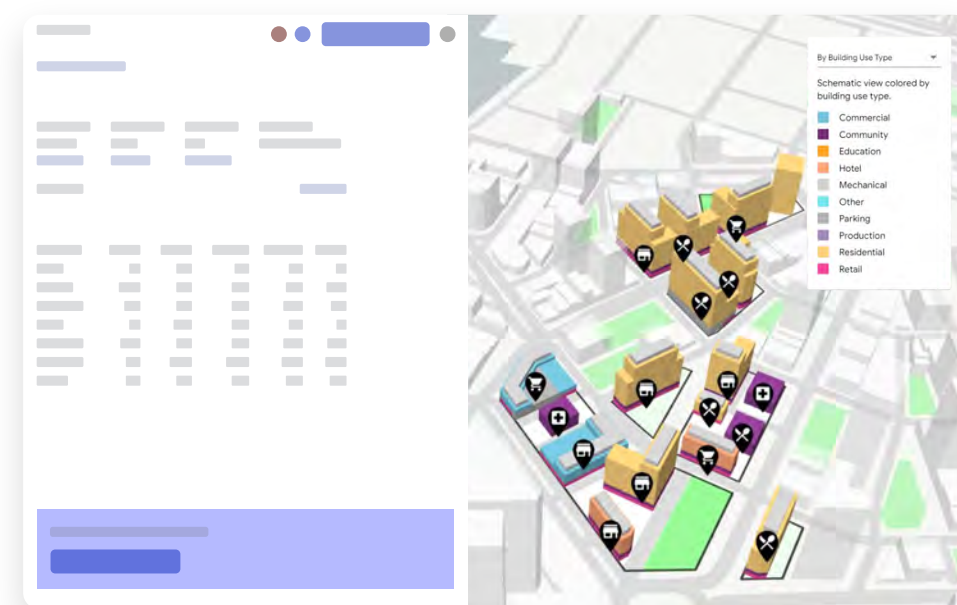 By Building Use Type
Schematic view colored by
building use type.
Commercial
Community
Education
Hotel
Mechanical
Other
Parking
Production
Residential
Retail